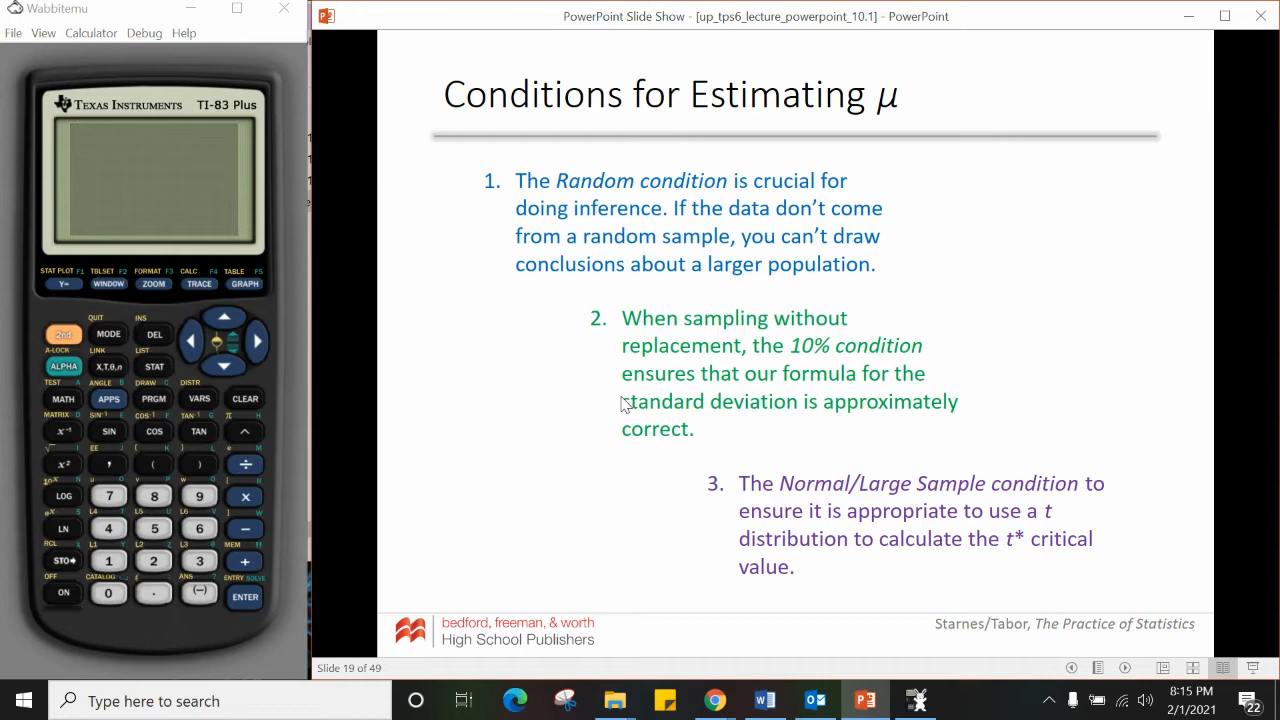 Wabbitemu
File View Calculator Debug Help
TEXAS INSTRUMENTS TI-83 Plus
STAT PLOT F1 TBLSET F2 FORMAT F3 CALC F4 TABLE F5
Y= WINDOW ZOOM TRACE GRAPH
QUIT INS
2nd MODE DEL
A-LOCK LINK LIST
ALPHA X,T,θ,n STAT
TEST A ANGLE B DRAW C DISTR
MATH APPS PRGM VARS CLEAR
MATRIX D SIN⁻¹ E COS⁻¹ F TAN⁻¹ G π H
x⁻¹ SIN COS TAN ^
√ I EE J { K } L e M
x² , ( ) ÷
10ˣ N u O v P w Q [ R
LOG 7 8 9 X
eˣ S L4 T L5 U L6 V ] W
LN 4 5 6 −
RCL X L1 Y L2 Z L3 θ MEM "
STO➔ 1 2 3 +
OFF CATALOG i : ANS ? ENTRY SOLVE
ON 0 . (−) ENTER
PowerPoint Slide Show - [up_tps6_lecture_powerpoint_10.1] - PowerPoint
Conditions for Estimating μ
1. The Random condition is crucial for
doing inference. If the data don’t come
from a random sample, you can’t draw
conclusions about a larger population.
2. When sampling without
replacement, the 10% condition
ensures that our formula for the
standard deviation is approximately
correct.
3. The Normal/Large Sample condition to
ensure it is appropriate to use a t
distribution to calculate the t* critical
value.
bedford, freeman, & worth
High School Publishers
Starnes/Tabor, The Practice of Statistics
Slide 19 of 49
Type here to search
8:15 PM
2/1/2021
22